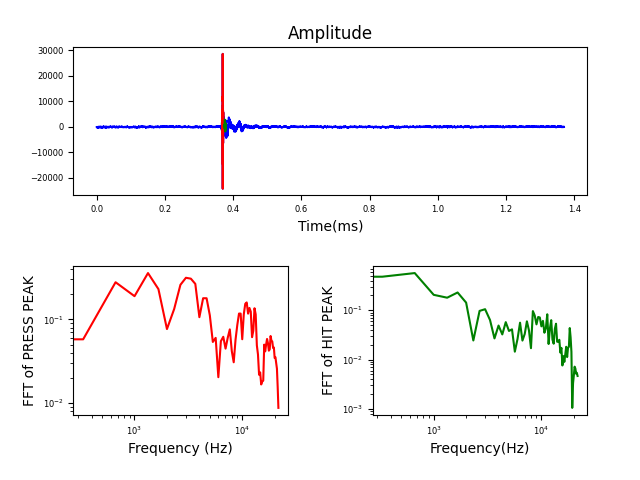 Amplitude
30000
20000
10000
0
−10000
−20000
0.0 0.2 0.4 0.6 0.8 1.0 1.2 1.4
Time(ms)
FFT of PRESS PEAK
10⁻¹
10⁻²
10³ 10⁴
Frequency (Hz)
FFT of HIT PEAK
10⁻¹
10⁻²
10⁻³
10³ 10⁴
Frequency(Hz)